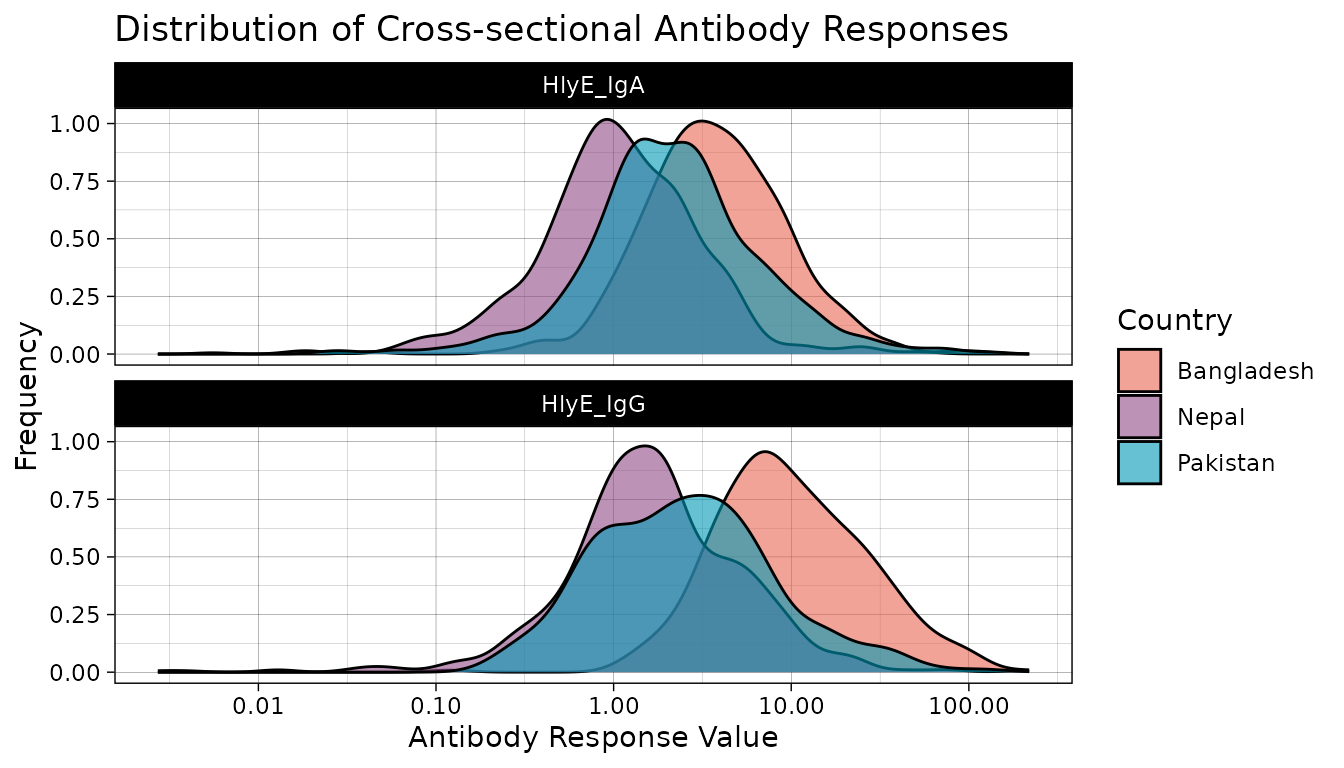 Distribution of Cross-sectional Antibody Responses
HlyE_IgA
1.00
0.75
0.50
0.25
0.00
HlyE_IgG
1.00
0.75
0.50
0.25
0.00
0.01 0.10 1.00 10.00 100.00
Antibody Response Value
Frequency
Country
Bangladesh
Nepal
Pakistan